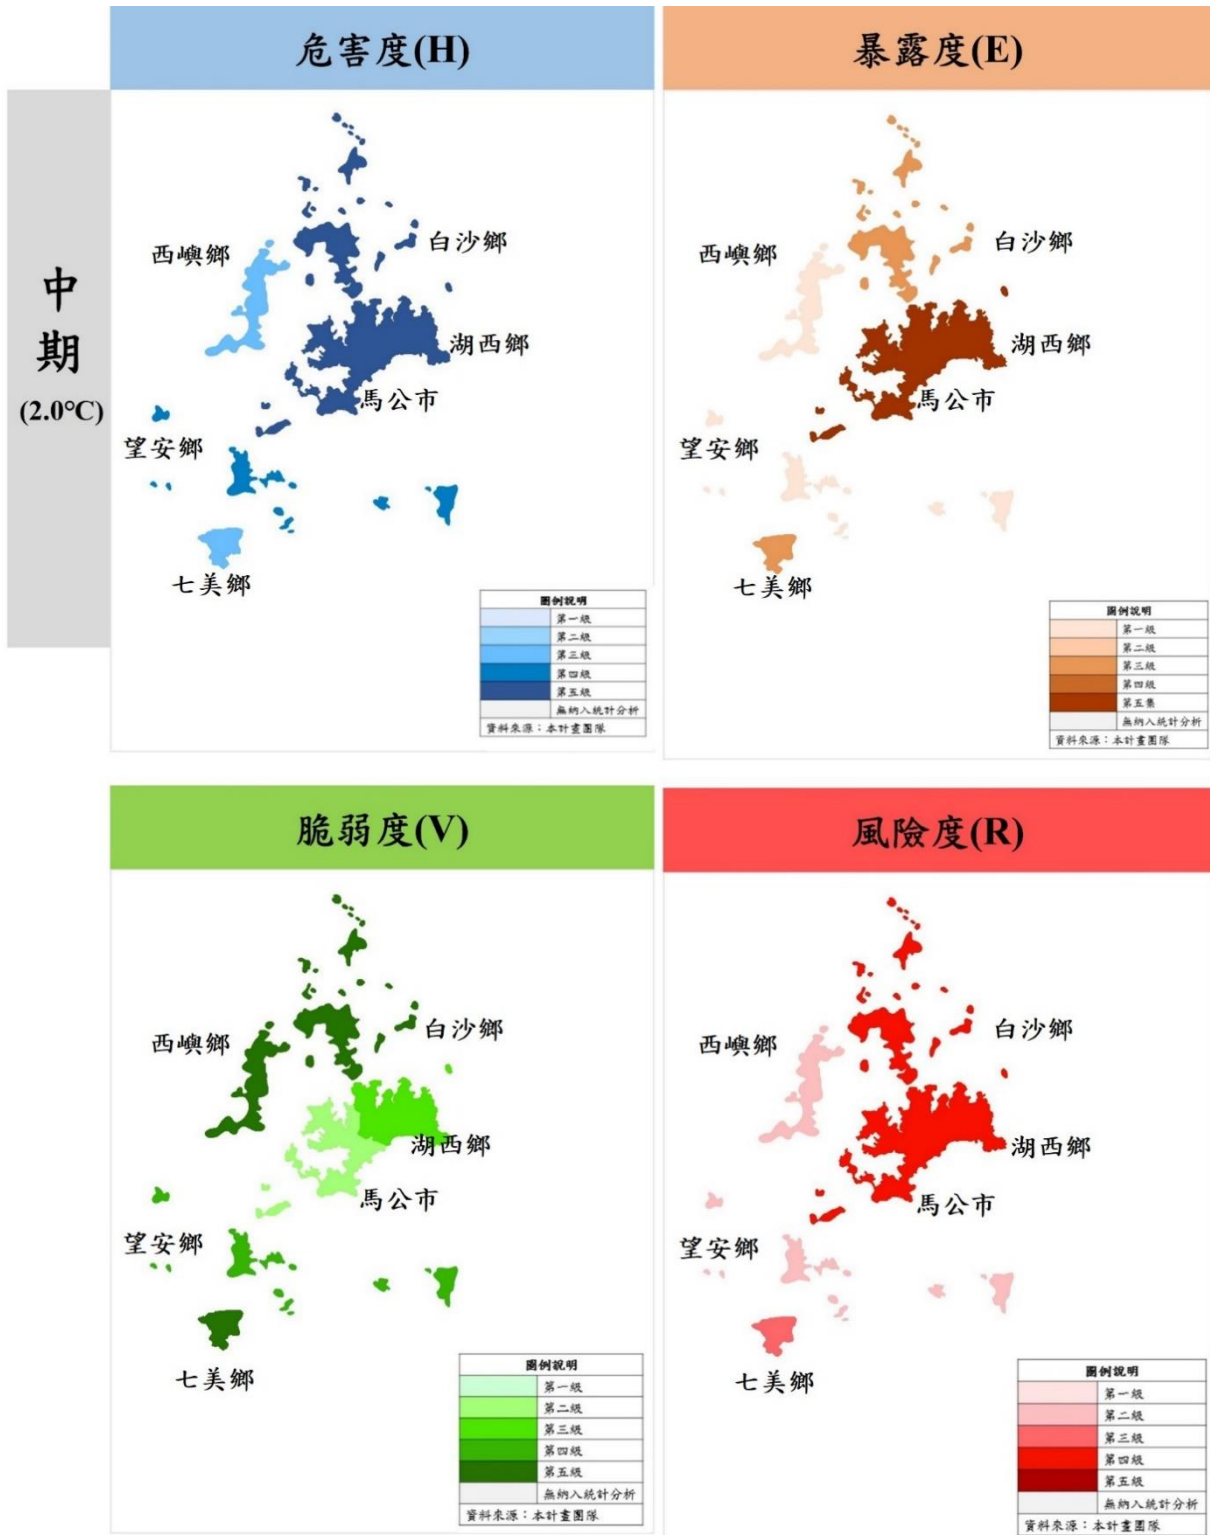 危害度(H)
暴露度(E)
中期
(2.0℃)
西嶼鄉
白沙鄉
湖西鄉
馬公市
望安鄉
七美鄉
圖例說明
第一級
第二級
第三級
第四級
第五級
無納入統計分析
資料來源：本計畫團隊
西嶼鄉
白沙鄉
湖西鄉
馬公市
望安鄉
七美鄉
圖例說明
第一級
第二級
第三級
第四級
第五集
無納入統計分析
資料來源：本計畫團隊
脆弱度(V)
風險度(R)
西嶼鄉
白沙鄉
湖西鄉
馬公市
望安鄉
七美鄉
圖例說明
第一級
第二級
第三級
第四級
第五級
無納入統計分析
資料來源：本計畫團隊
西嶼鄉
白沙鄉
湖西鄉
馬公市
望安鄉
七美鄉
圖例說明
第一級
第二級
第三級
第四級
第五級
無納入統計分析
資料來源：本計畫團隊